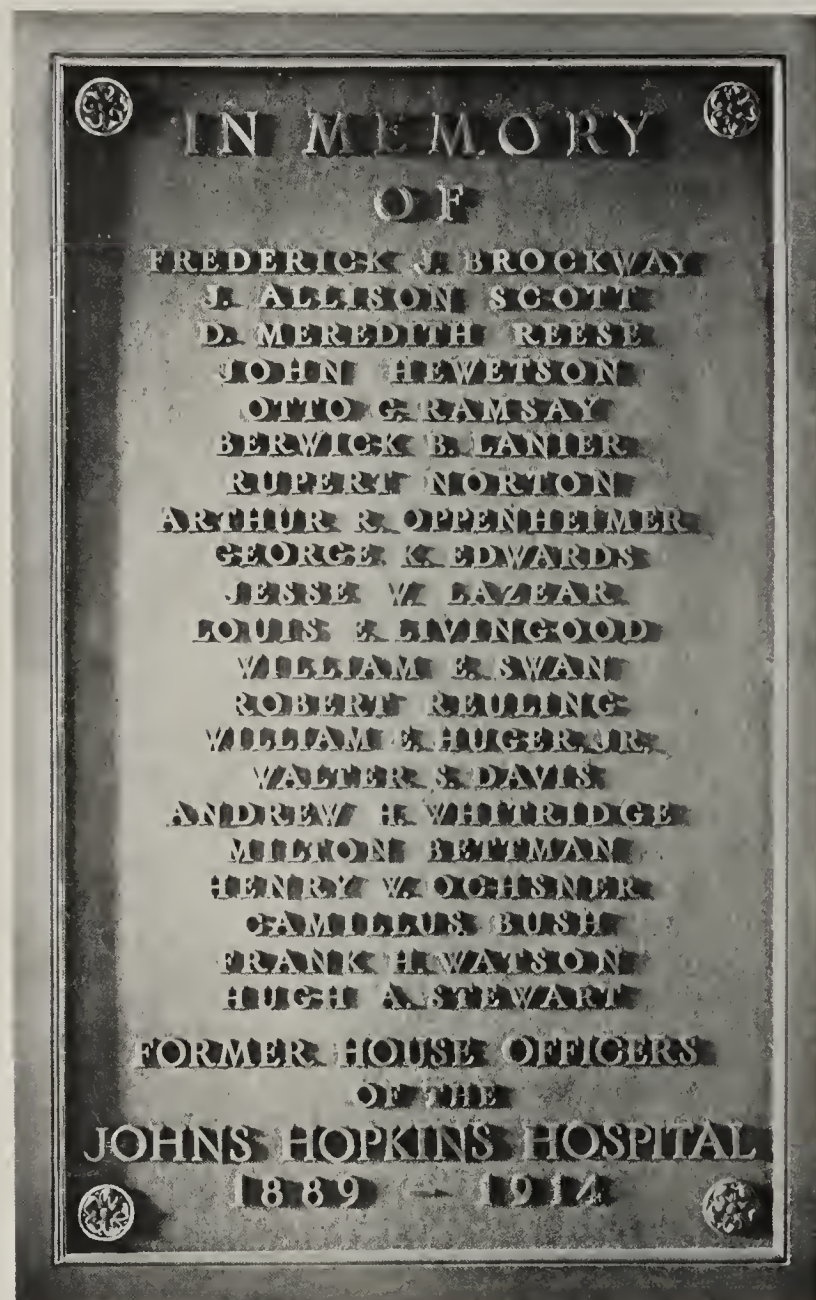 IN MEMORY
OF
FREDERICK J. BROCKWAY
J. ALLISON SCOTT
D. MEREDITH REESE
JOHN HEWETSON
OTTO G. RAMSAY
BERWICK B. LANIER
RUPERT NORTON
ARTHUR R. OPPENHEIMER
GEORGE K. EDWARDS
JESSE W. LAZEAR
LOUIS E. LIVINGOOD
WILLIAM E. SWAN
ROBERT REULING
WILLIAM E. HUGER, JR.
WALTER S. DAVIS
ANDREW H. WHITRIDGE
MILTON BETTMAN
HENRY W. OCHSNER
CAMILLUS BUSH
FRANK H. WATSON
HUGH A. STEWART
FORMER HOUSE OFFICERS
OF THE
JOHNS HOPKINS HOSPITAL
1889 – 1914